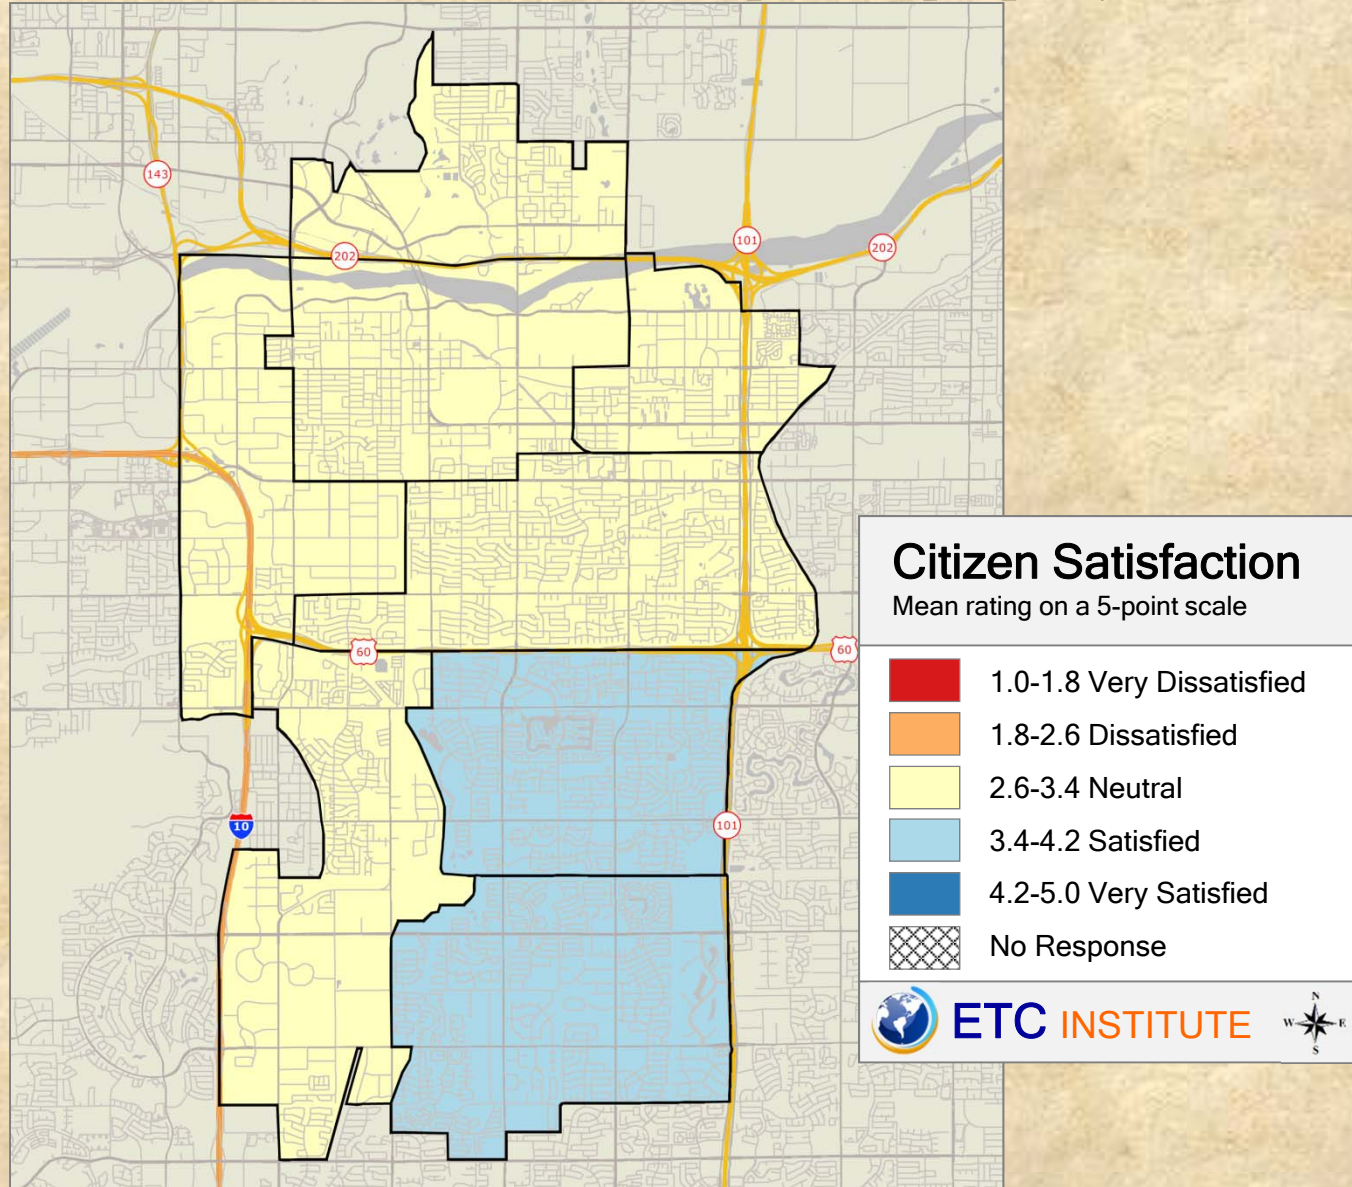 143
202
101
202
60
60
10
101
Citizen Satisfaction
Mean rating on a 5-point scale
1.0-1.8 Very Dissatisfied
1.8-2.6 Dissatisfied
2.6-3.4 Neutral
3.4-4.2 Satisfied
4.2-5.0 Very Satisfied
No Response
ETC INSTITUTE
N
W E
S